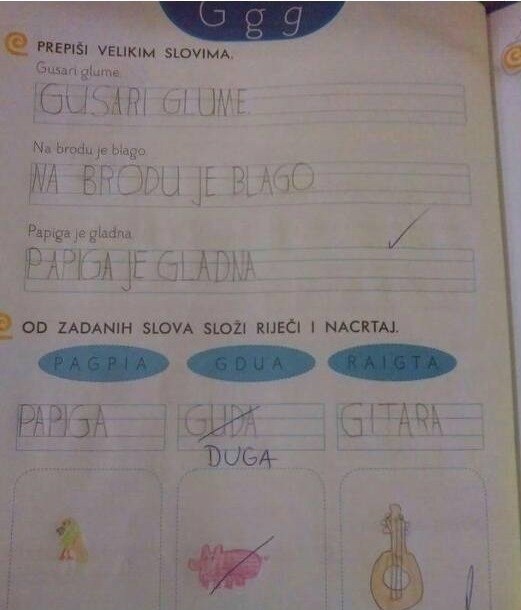 G g g
PREPIŠI VELIKIM SLOVIMA.
Gusari glume.
GUSARI GLUME.
Na brodu je blago.
NA BRODU JE BLAGO
Papiga je gladna.
PAPIGA JE GLADNA
OD ZADANIH SLOVA SLOŽI RIJEČI I NACRTAJ.
PAGPIA GDUA RAIGTA
PAPIGA GUDA GITARA
DUGA